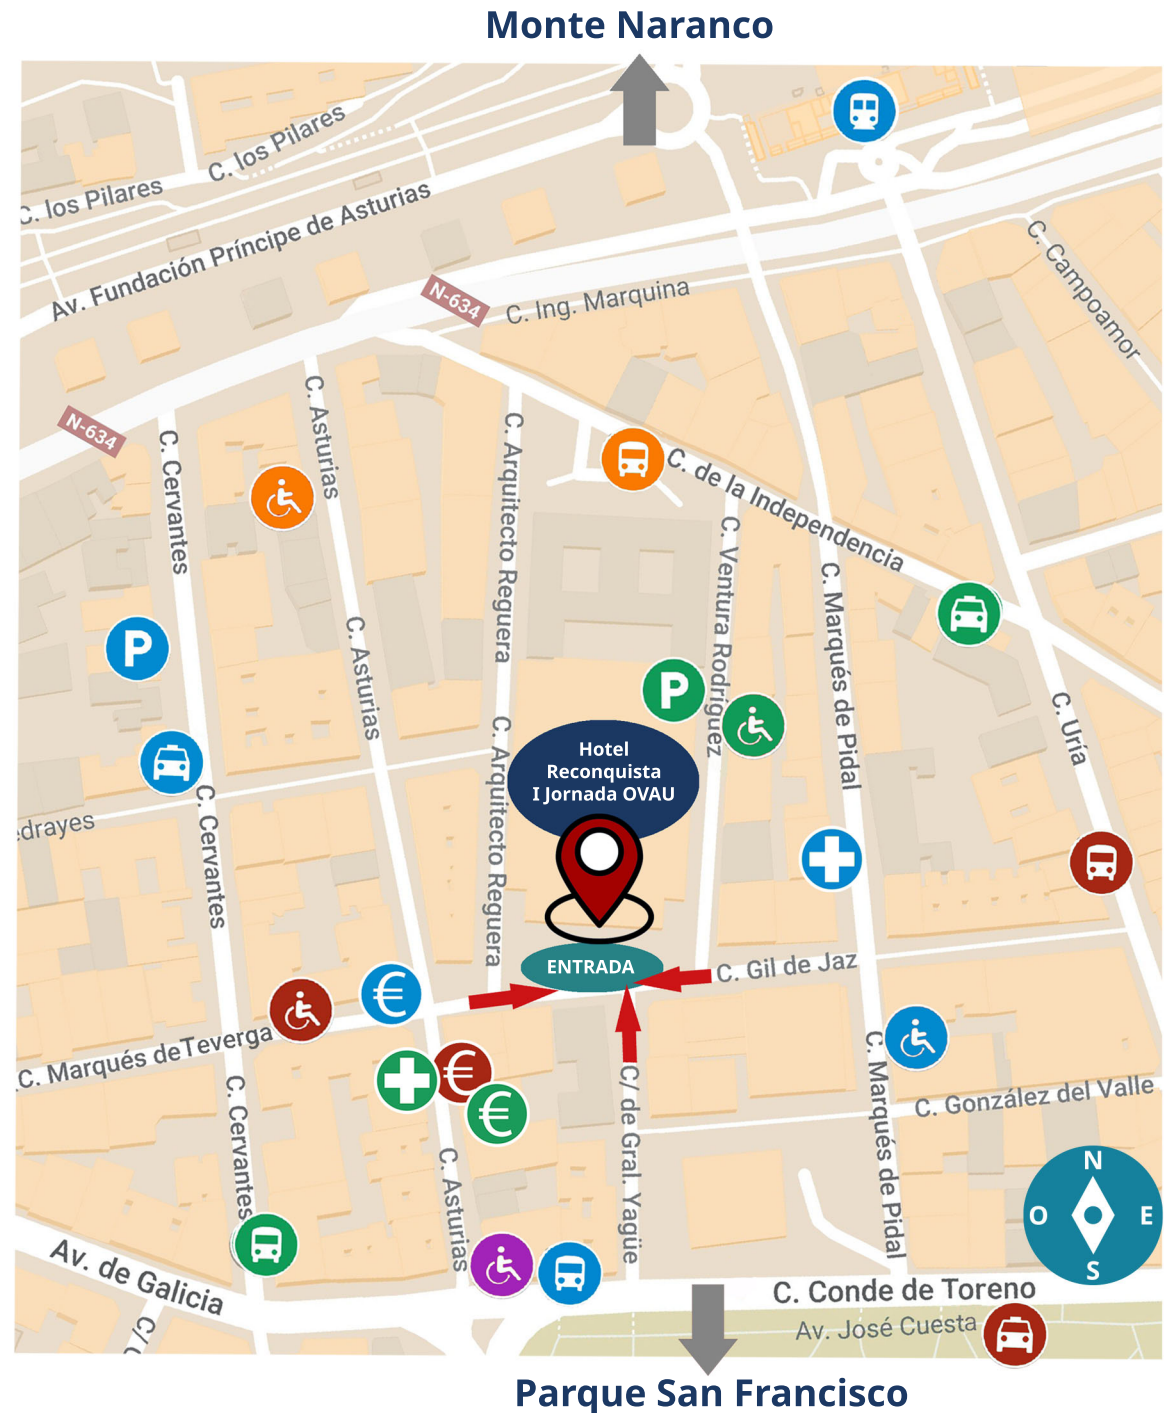 Monte Naranco
C. los Pilares
C. los Pilares
Av. Fundación Príncipe de Asturias
C. Campoamor
N-634
C. Ing. Marquina
N-634
C. Cervantes
C. Asturias
C. Arquitecto Reguera
C. de la Independencia
C. Ventura Rodríguez
C. Marqués de Pidal
C. Asturias
P
P
C. Uría
C. Arquitecto Reguera
Hotel
Reconquista
I Jornada OVAU
C. Cervantes
edrayes
ENTRADA
C. Gil de Jaz
€
C. Marqués de Teverga
€
€
C. Cervantes
C/ de Gral. Yagüe
C. Marqués de Pidal
C. González del Valle
C. Asturias
N
O
E
S
Av. de Galicia
C. Conde de Toreno
Av. José Cuesta
C/
Parque San Francisco